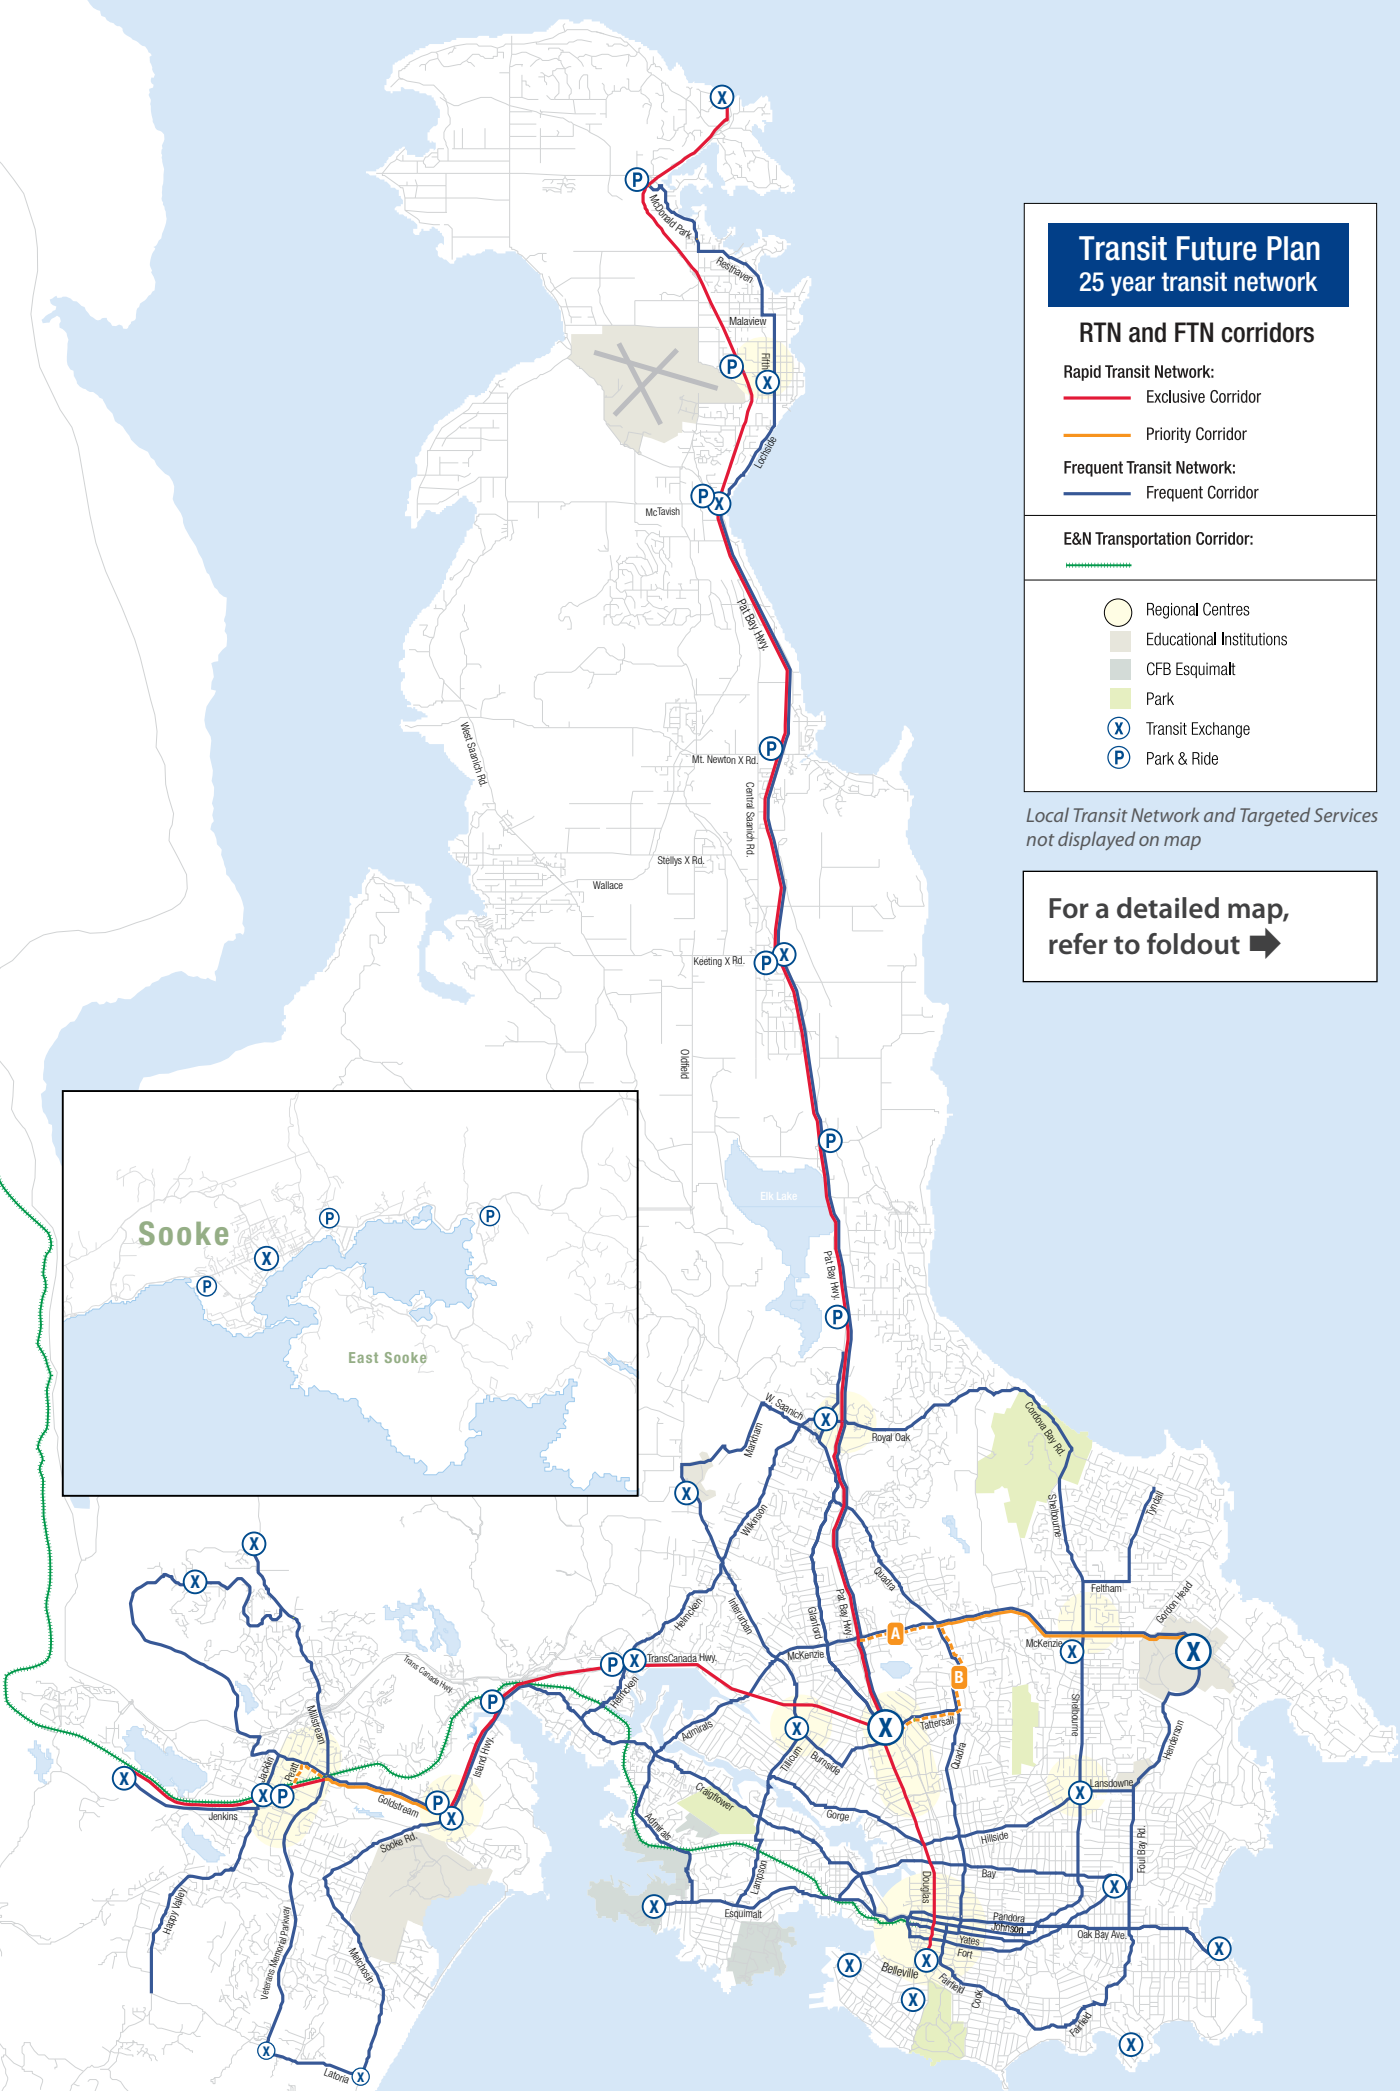 Transit Future Plan
25 year transit network
RTN and FTN corridors
Rapid Transit Network:
Exclusive Corridor
Priority Corridor
Frequent Transit Network:
Frequent Corridor
E&N Transportation Corridor:
Regional Centres
Educational Institutions
CFB Esquimalt
Park
X Transit Exchange
P Park & Ride
Local Transit Network and Targeted Services
not displayed on map
For a detailed map,
refer to foldout
X
P
McDonald Park
Resthaven
Malaview
Fifth
P
X
Lochside
P
X
McTavish
Pat Bay Hwy.
West Saanich Rd.
P
Mt. Newton X Rd.
Central Saanich Rd.
Stellys X Rd.
Wallace
Keeting X Rd.
P
X
Oldfield
P
Elk Lake
Pat Bay Hwy.
P
Sooke
P
P
X
P
East Sooke
W. Saanich
X
Royal Oak
Cordova Bay Rd.
Markham
X
Wilkinson
Shelbourne
Tyndall
X
X
Quadra
Feltham
Gordon Head
Helmcken
Interurban
Glanford
Pat Bay Hwy.
A
McKenzie
McKenzie
X
X
P
X
TransCanada Hwy.
Trans Canada Hwy.
Helmcken
B
P
Millstream
Island Hwy.
Admirals
X
X
Tattersall
Shelbourne
Henderson
Tillicum
Burnside
Quadra
X
Jacklin
Peatt
X
P
Jenkins
Goldstream
P
X
Craigflower
Gorge
Lansdowne
X
Sooke Rd.
Admirals
Hillside
Foul Bay Rd.
Lampson
Bay
Douglas
X
Happy Valley
X
Esquimalt
Pandora
Johnson
Yates
Fort
Oak Bay Ave.
X
Veterans Memorial Parkway
Metchosin
X
Belleville
X
Fairfield
Cook
X
Fairfield
X
X
Latoria
X